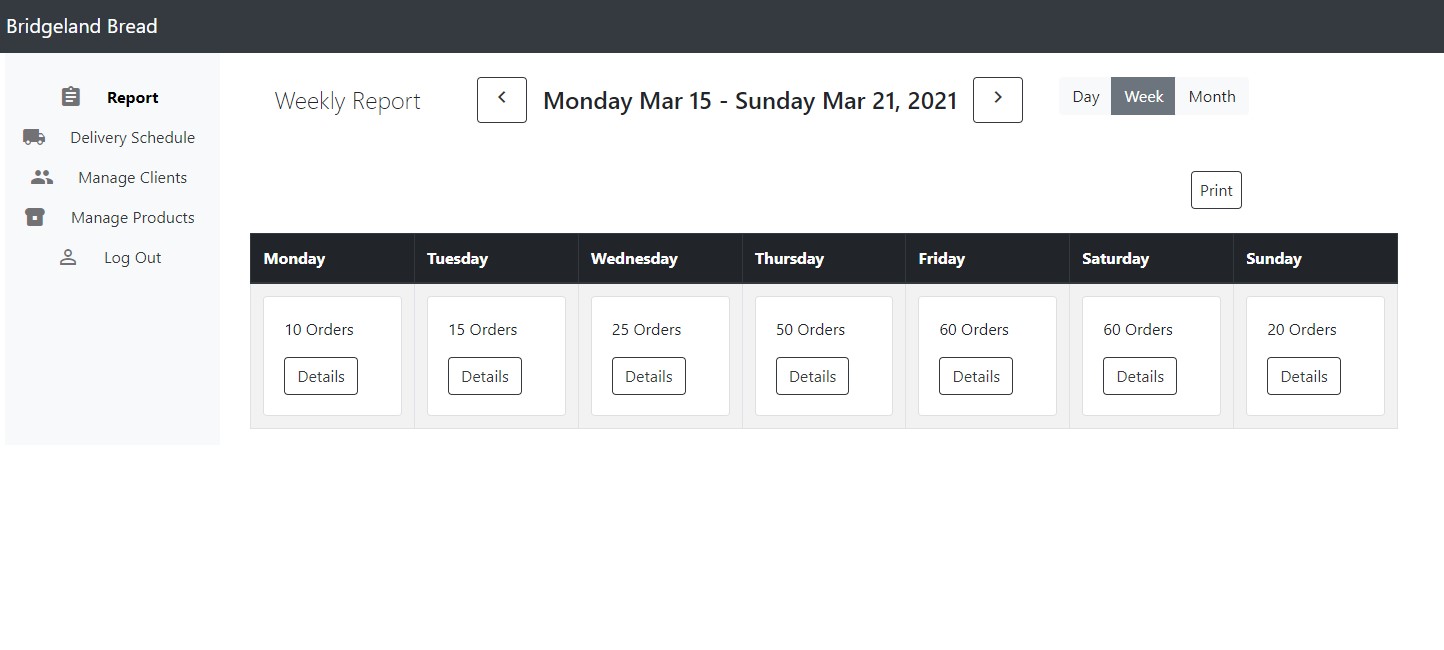 Bridgeland Bread
Report
Delivery Schedule
Manage Clients
Manage Products
Log Out
Weekly Report
Monday Mar 15 - Sunday Mar 21, 2021
Day Week Month
Print
Monday Tuesday Wednesday Thursday Friday Saturday Sunday
10 Orders 15 Orders 25 Orders 50 Orders 60 Orders 60 Orders 20 Orders
Details Details Details Details Details Details Details